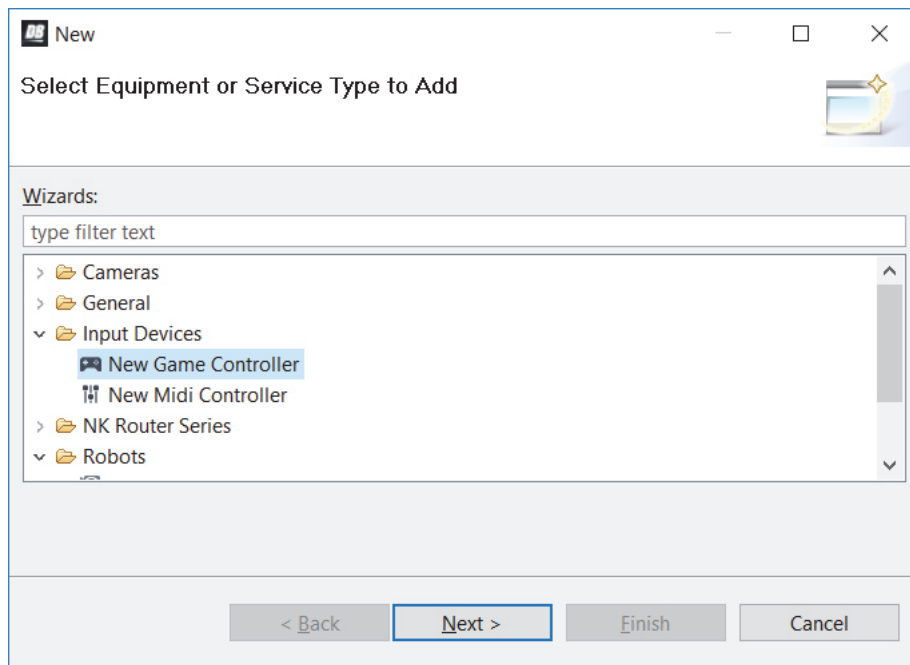 DB New
Select Equipment or Service Type to Add
Wizards:
type filter text
Cameras
General
Input Devices
New Game Controller
New Midi Controller
NK Router Series
Robots
< Back Next > Finish Cancel